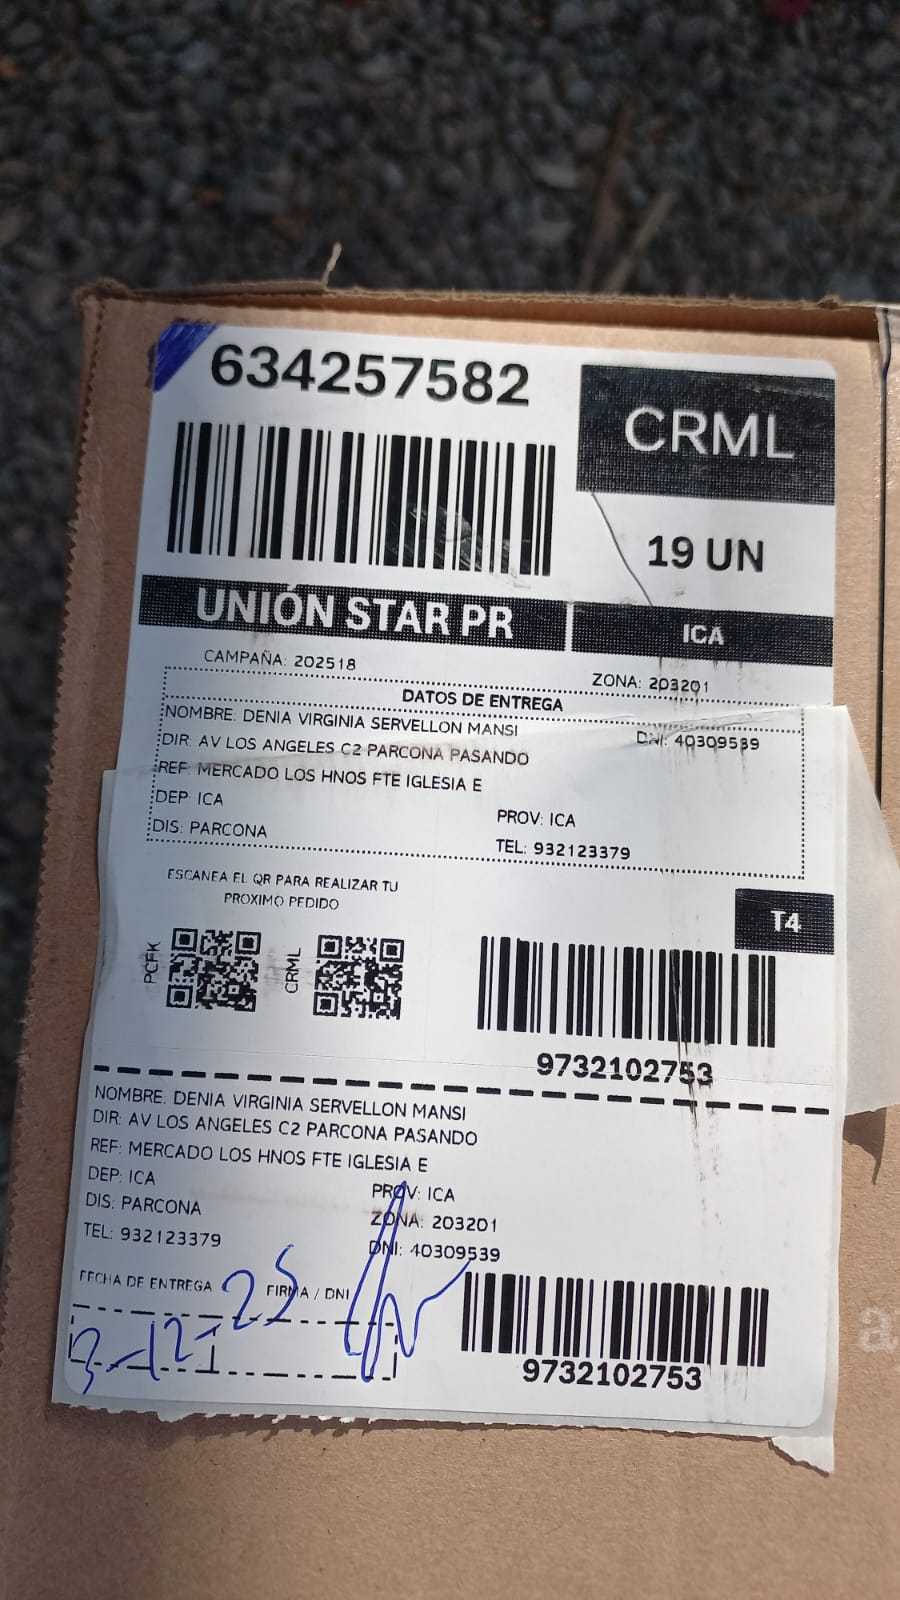 634257582
CRML
19 UN
UNIÓN STAR PR
ICA
CAMPAÑA: 202518
ZONA: 203201
DATOS DE ENTREGA
NOMBRE: DENIA VIRGINIA SERVELLON MANSI
DNI: 40309539
DIR: AV LOS ANGELES C2 PARCONA PASANDO
REF: MERCADO LOS HNOS FTE IGLESIA E
DEP: ICA
PROV: ICA
DIS: PARCONA
TEL: 932123379
ESCANEA EL QR PARA REALIZAR TU
PROXIMO PEDIDO
T4
PCFK
CRML
9732102753
NOMBRE: DENIA VIRGINIA SERVELLON MANSI
DIR: AV LOS ANGELES C2 PARCONA PASANDO
REF: MERCADO LOS HNOS FTE IGLESIA E
DEP: ICA
PROV: ICA
DIS: PARCONA
ZONA: 203201
TEL: 932123379
DNI: 40309539
FECHA DE ENTREGA
FIRMA / DNI
3-12-25
9732102753
a